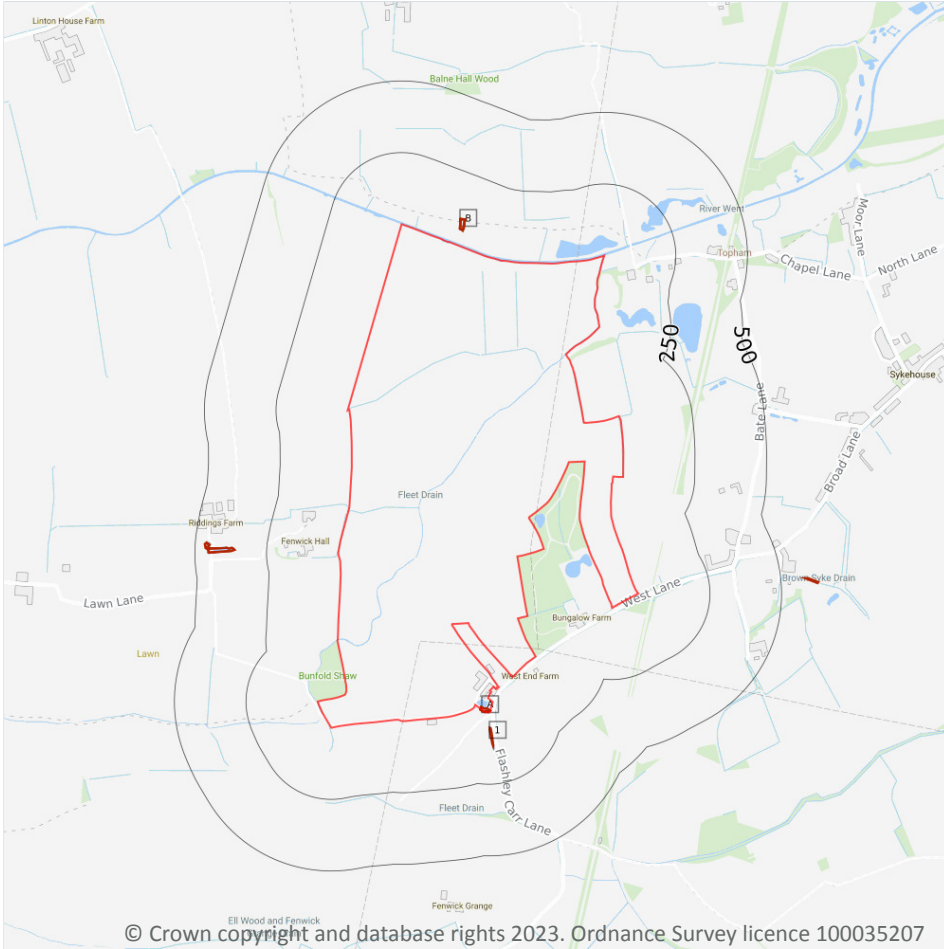 Linton House Farm
Balne Hall Wood
Moor Lane
B
River Went
Topham
Chapel Lane
North Lane
250
500
Sykehouse
Bate Lane
Broad Lane
Fleet Drain
Riddings Farm
Fenwick Hall
Brown Syke Drain
Lawn Lane
West Lane
Bungalow Farm
Lawn
Bunfold Shaw
West End Farm
A
1
Flashley Carr Lane
Fleet Drain
Fenwick Grange
Ell Wood and Fenwick
© Crown copyright and database rights 2023. Ordnance Survey licence 100035207